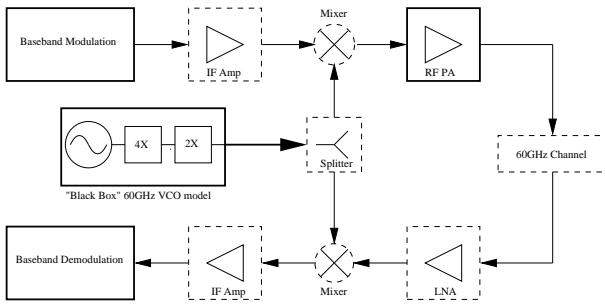 Mixer
Baseband Modulation
IF Amp
RF PA
4X
2X
Splitter
60GHz Channel
"Black Box" 60GHz VCO model
Baseband Demodulation
IF Amp
Mixer
LNA